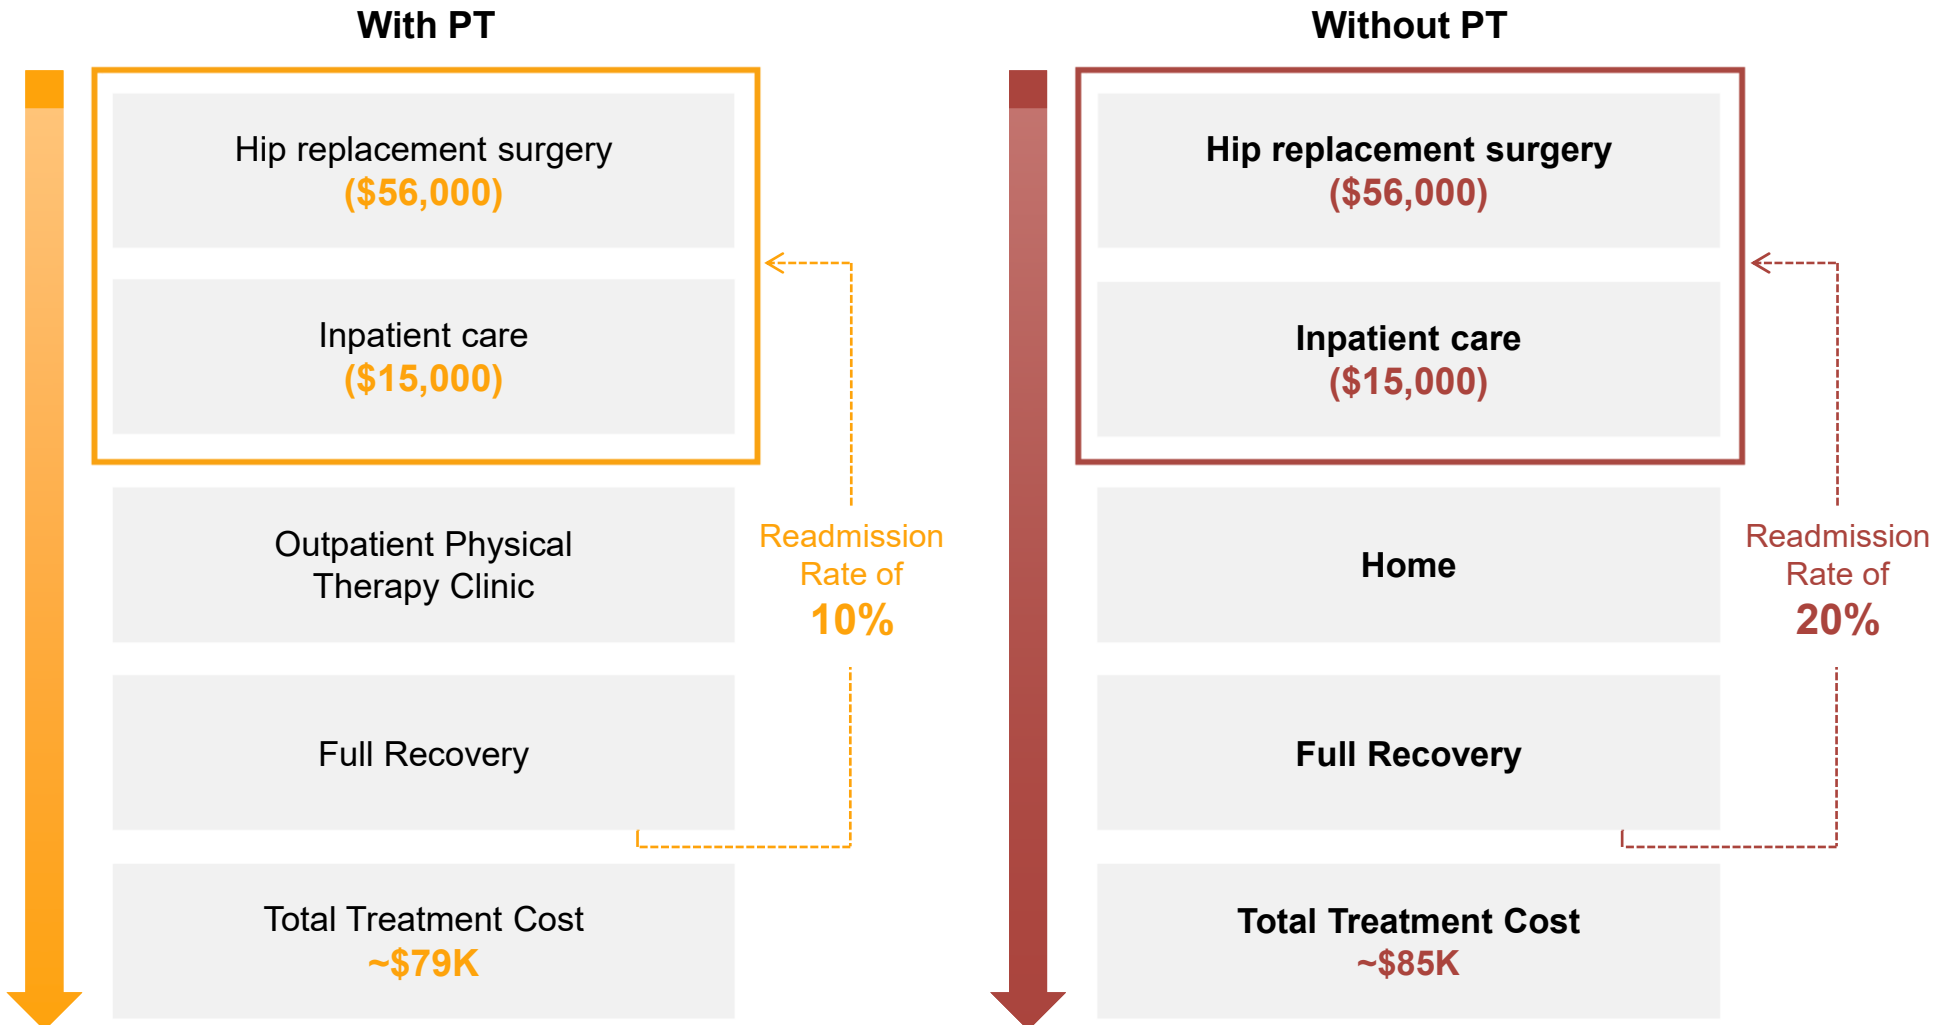 With PT
Hip replacement surgery
($56,000)
Inpatient care
($15,000)
Outpatient Physical
Therapy Clinic
Full Recovery
Total Treatment Cost
~$79K
Readmission
Rate of
10%
Without PT
Hip replacement surgery
($56,000)
Inpatient care
($15,000)
Home
Full Recovery
Total Treatment Cost
~$85K
Readmission
Rate of
20%